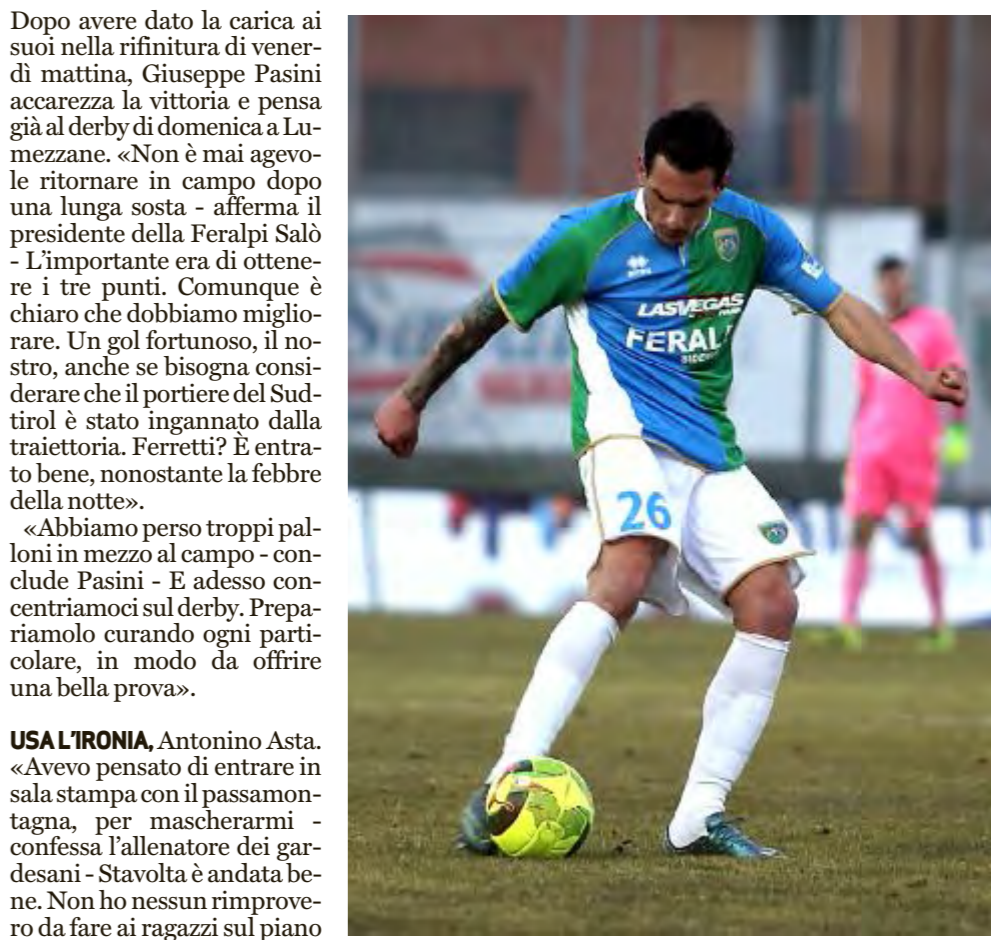 Dopo avere dato la carica ai
suoi nella rifinitura di vener-
dì mattina, Giuseppe Pasini
accarezza la vittoria e pensa
già al derby di domenica a Lu-
mezzane. «Non è mai agevo-
le ritornare in campo dopo
una lunga sosta - afferma il
presidente della Feralpi Salò
- L'importante era di ottene-
re i tre punti. Comunque è
chiaro che dobbiamo miglio-
rare. Un gol fortunoso, il no-
stro, anche se bisogna consi-
derare che il portiere del Sud-
tirol è stato ingannato dalla
traiettoria. Ferretti? È entra-
to bene, nonostante la febbre
della notte».
«Abbiamo perso troppi pal-
loni in mezzo al campo - con-
clude Pasini - E adesso con-
centriamoci sul derby. Prepa-
riamolo curando ogni parti-
colare, in modo da offrire
una bella prova».
USA L'IRONIA, Antonino Asta.
«Avevo pensato di entrare in
sala stampa con il passamon-
tagna, per mascherarmi -
confessa l'allenatore dei gar-
desani - Stavolta è andata be-
ne. Non ho nessun rimprove-
ro da fare ai ragazzi sul piano
LASVEGAS
FERAL
26